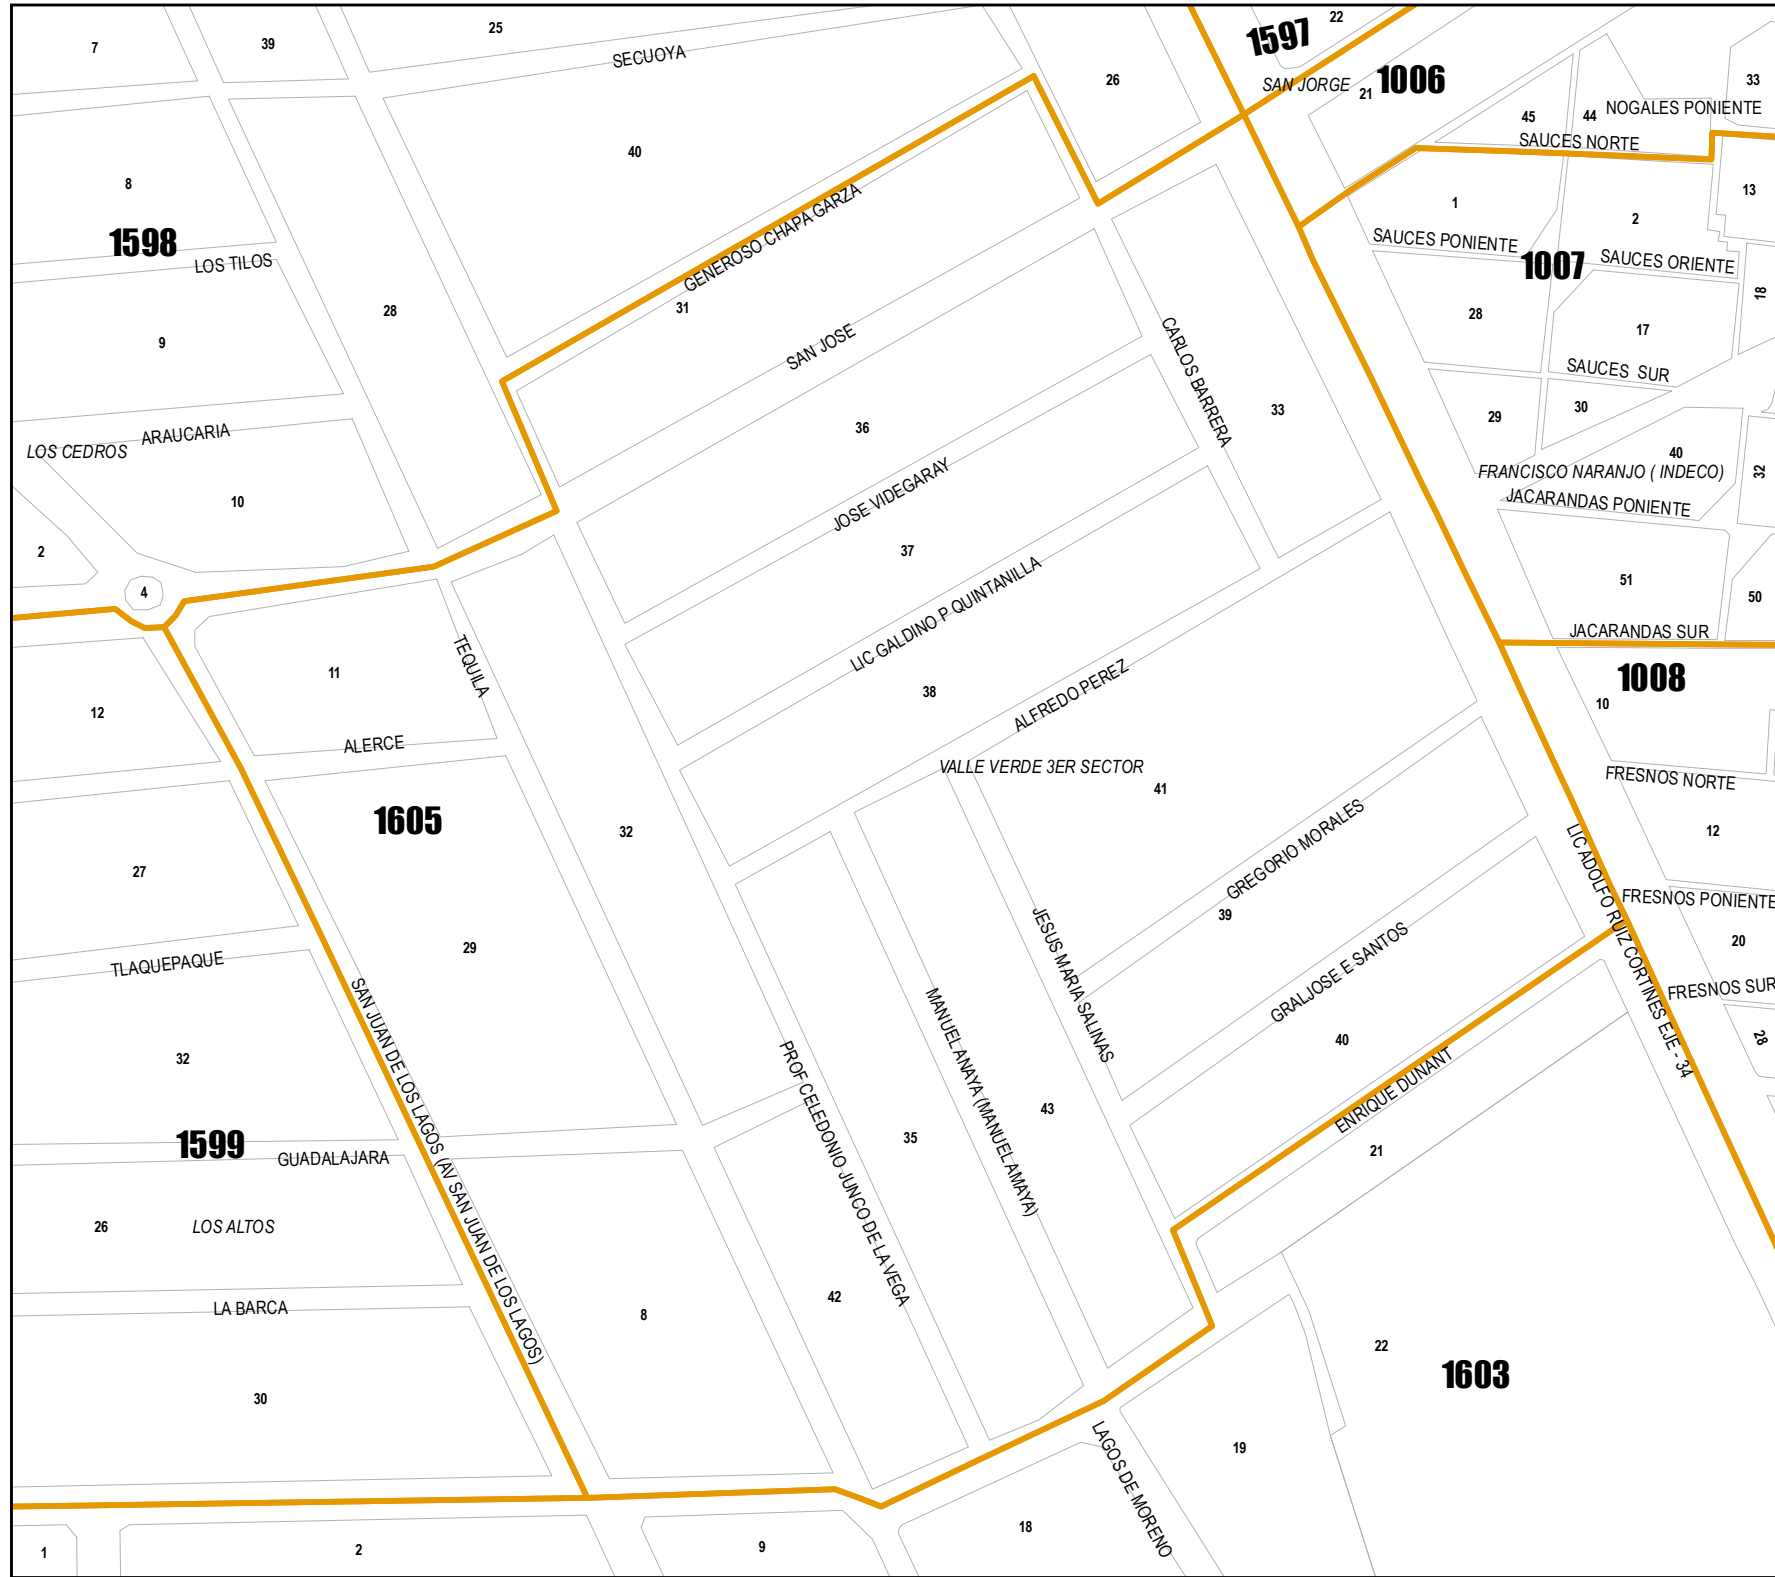 22
25
39
7
1597
SECUOYA
26
SAN JORGE
1006
33
21
NOGALES PONIENTE
45
44
SAUCES NORTE
40
8
13
GENEROSO CHAPA GARZA
1
2
1598
SAUCES PONIENTE
LOS TILOS
1007
SAUCES ORIENTE
18
28
31
28
SAN JOSE
17
9
CARLOS BARRERA
SAUCES SUR
33
30
29
36
ARAUCARIA
LOS CEDROS
40
FRANCISCO NARANJO ( INDECO)
32
JOSE VIDEGARAY
10
JACARANDAS PONIENTE
2
37
51
4
50
LIC GALDINO P QUINTANILLA
JACARANDAS SUR
TEQUILA
11
38
ALFREDO PEREZ
1008
10
12
ALERCE
VALLE VERDE 3ER SECTOR
FRESNOS NORTE
41
1605
32
12
GREGORIO MORALES
27
LIC ADOLFO RUIZ CORTINES EJE - 34
FRESNOS PONIENTE
39
29
JESUS MARIA SALINAS
20
GRAL JOSE E SANTOS
TLAQUEPAQUE
FRESNOS SUR
SAN JUAN DE LOS LAGOS (AV SAN JUAN DE LOS LAGOS)
MANUEL ANAYA (MANUEL AMAYA)
40
28
32
PROF CELEDONIO JUNCO DE LA VEGA
ENRIQUE DUNANT
43
35
1599
GUADALAJARA
21
26
LOS ALTOS
42
LA BARCA
8
22
1603
30
19
LAGOS DE MORENO
18
1
2
9